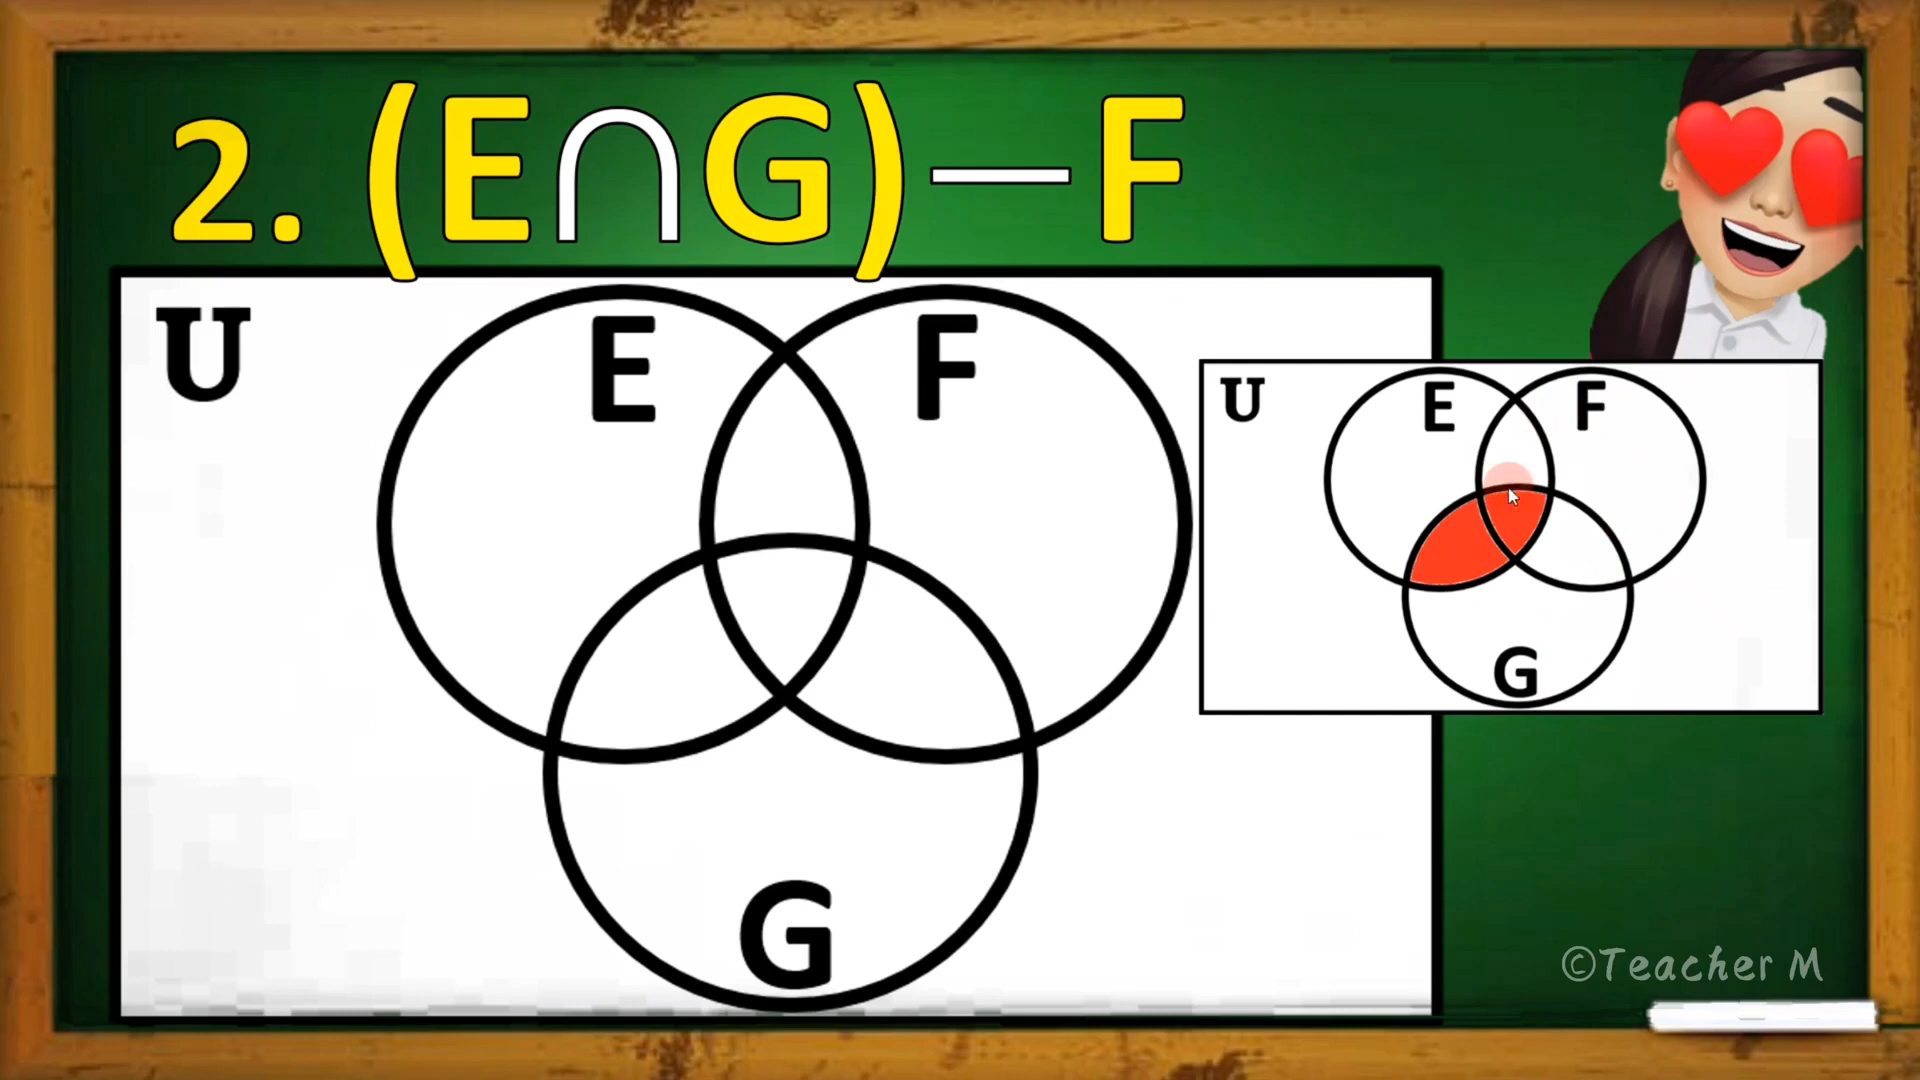 2. (E∩G)—F
U E F
G
U E F
G
©Teacher M